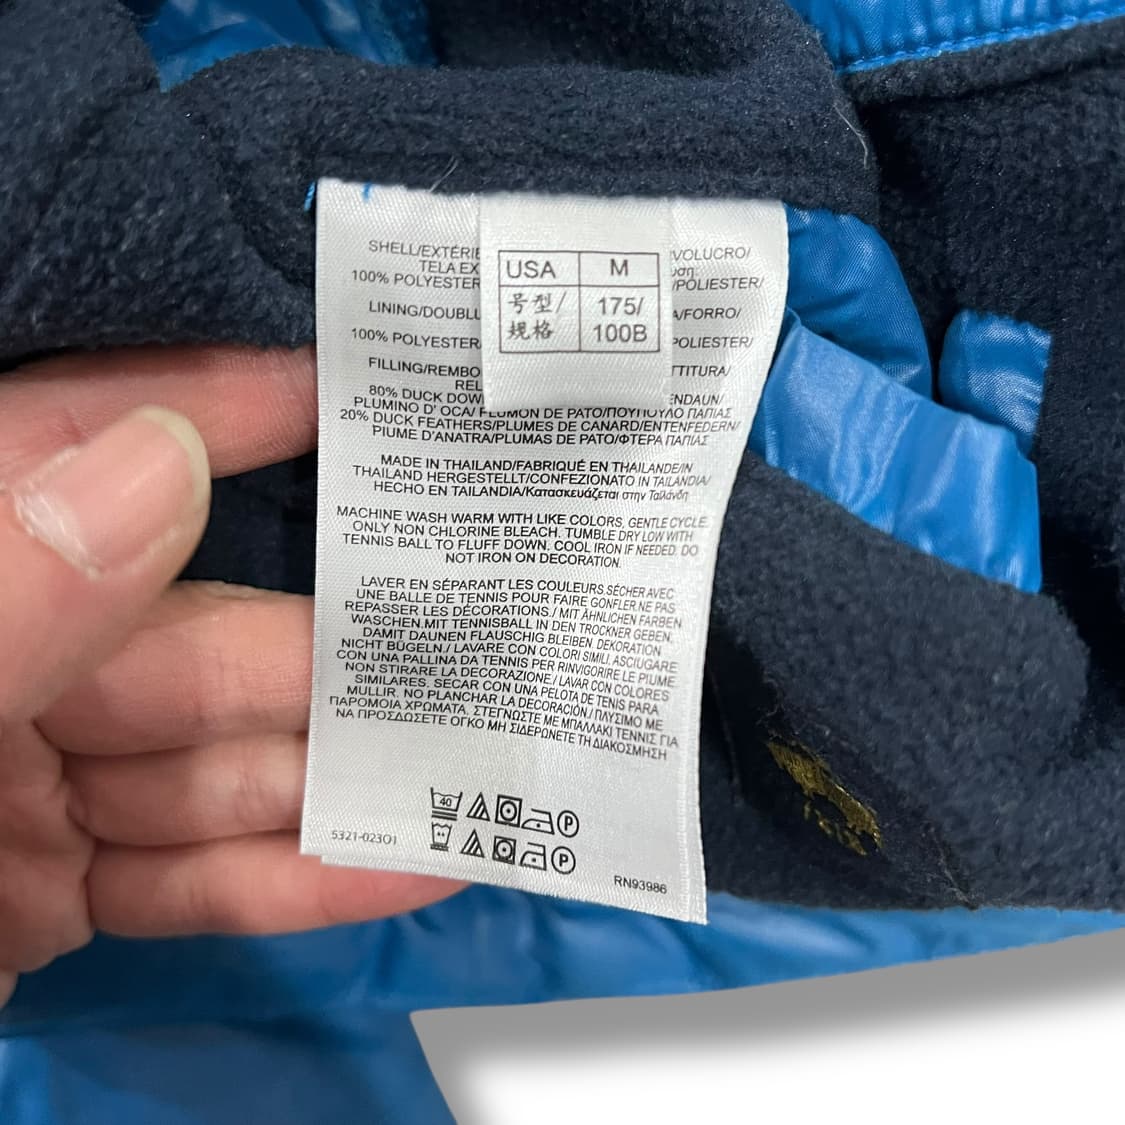 SHELL/EXTÉRIE
VOLUCRO/
TELA EX
100% POLYESTER
/POLIESTER/
LINING/DOUBLU
A/FORRO/
100% POLYESTER
POLIESTER/
FILLING/REMBO
TTITURA/
REL
USA M
号型/ 175/
规格 100B
80% DUCK DOW
ENDAUN/
PLUMINO D' OCA/ PLUMÓN DE PATO/ΠΟΥΠΟΥΛΟ ΠΑΠΙΑΣ
20% DUCK FEATHERS/PLUMES DE CANARD/ENTENFEDERN/
PIUME D'ANATRA/PLUMAS DE PATO/ΦΤΕΡΑ ΠΑΠΙΑΣ
MADE IN THAILAND/FABRIQUÉ EN THAILANDE/IN
THAILAND HERGESTELLT/CONFEZIONATO IN TAILANDIA/
HECHO EN TAILANDIA/Κατασκευάζεται στην Ταϊλάνδη
MACHINE WASH WARM WITH LIKE COLORS, GENTLE CYCLE.
ONLY NON CHLORINE BLEACH. TUMBLE DRY LOW WITH
TENNIS BALL TO FLUFF DOWN. COOL IRON IF NEEDED. DO
NOT IRON ON DECORATION.
LAVER EN SÉPARANT LES COULEURS.SÉCHER AVEC
UNE BALLE DE TENNIS POUR FAIRE GONFLER.NE PAS
REPASSER LES DÉCORATIONS./ MIT ÄHNLICHEN FARBEN
WASCHEN.MIT TENNISBALL IN DEN TROCKNER GEBEN,
DAMIT DAUNEN FLAUSCHIG BLEIBEN. DEKORATION
NICHT BÜGELN./ LAVARE CON COLORI SIMILI. ASCIUGARE
CON UNA PALLINA DA TENNIS PER RINVIGORIRE LE PIUME.
NON STIRARE LA DECORAZIONE./ LAVAR CON COLORES
SIMILARES. SECAR CON UNA PELOTA DE TENIS PARA
MULLIR. NO PLANCHAR LA DECORACIÓN./ ΠΛΥΣΙΜΟ ΜΕ
ΠΑΡΟΜΟΙΑ ΧΡΩΜΑΤΑ. ΣΤΕΓΝΩΣΤΕ ΜΕ ΜΠΑΛΛΑΚΙ ΤΕΝΝΙΣ ΓΙΑ
ΝΑ ΠΡΟΣΔΩΣΕΤΕ ΟΓΚΟ ΜΗ ΣΙΔΕΡΩΝΕΤΕ ΤΗ ΔΙΑΚΟΣΜΗΣΗ
40 P
P
5321-02301
RN93986